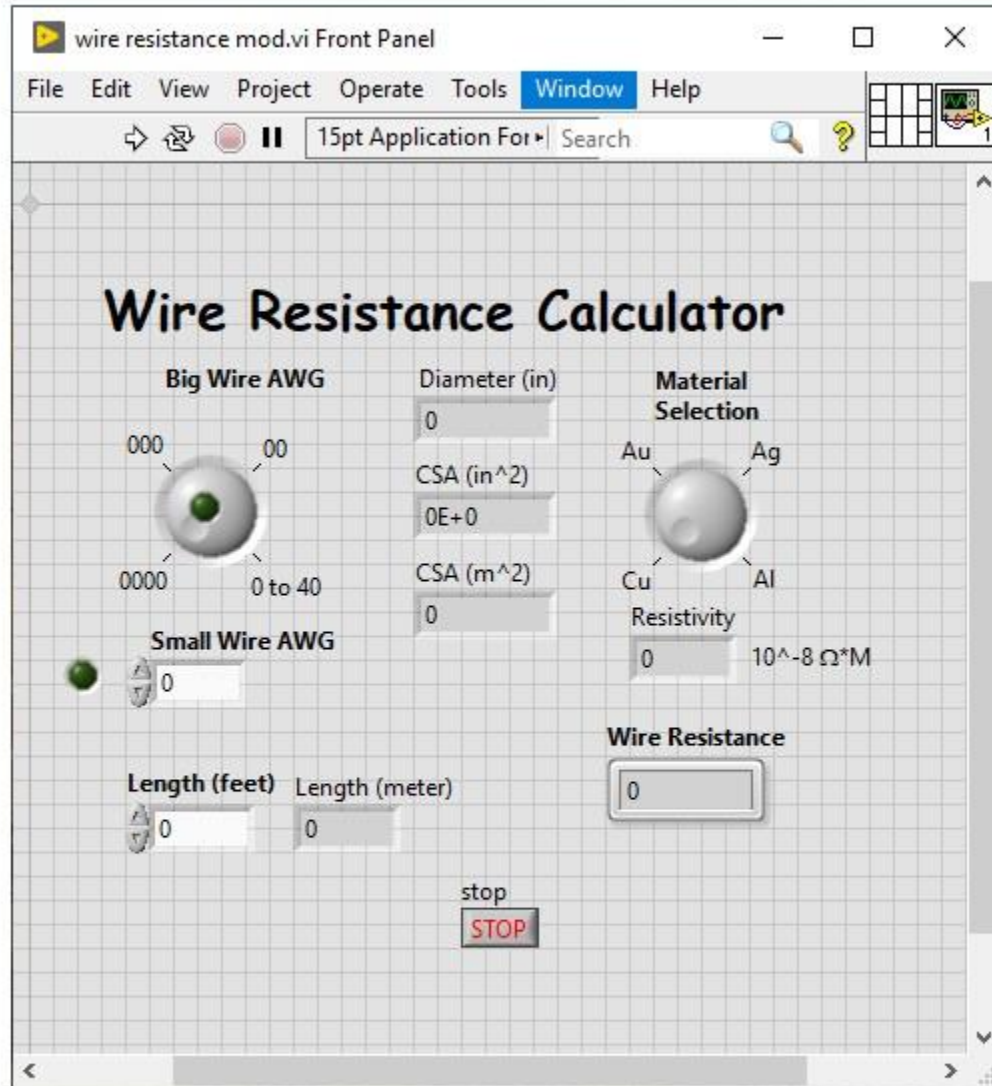 wire resistance mod.vi Front Panel
File Edit View Project Operate Tools Window Help
15pt Application For Search
1
Wire Resistance Calculator
Big Wire AWG
000
00
0000
0 to 40
Small Wire AWG
0
Length (feet)
0
Length (meter)
0
Diameter (in)
0
CSA (in^2)
0E+0
CSA (m^2)
0
Material
Selection
Au
Ag
Cu
Al
Resistivity
0 10^-8 Ω*M
Wire Resistance
0
stop
STOP